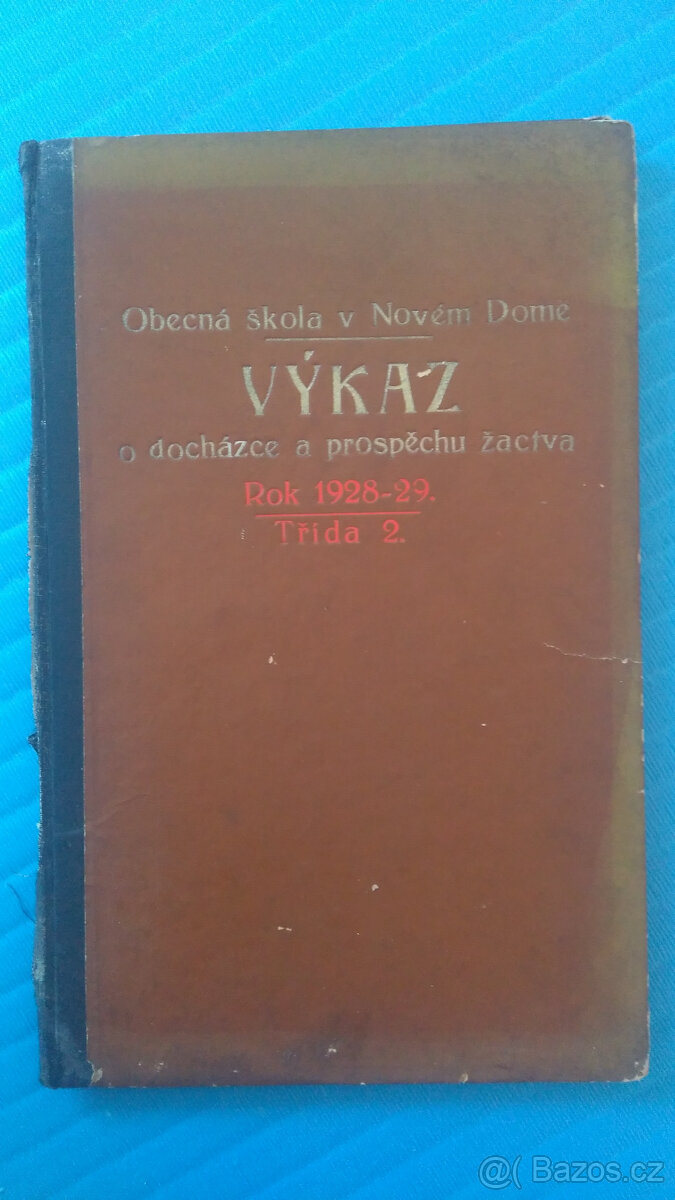 Obecná škola v Novém Dome
VÝKAZ
o docházce a prospěchu žactva
Rok 1928-29.
Třída 2.
@( Bazos.cz